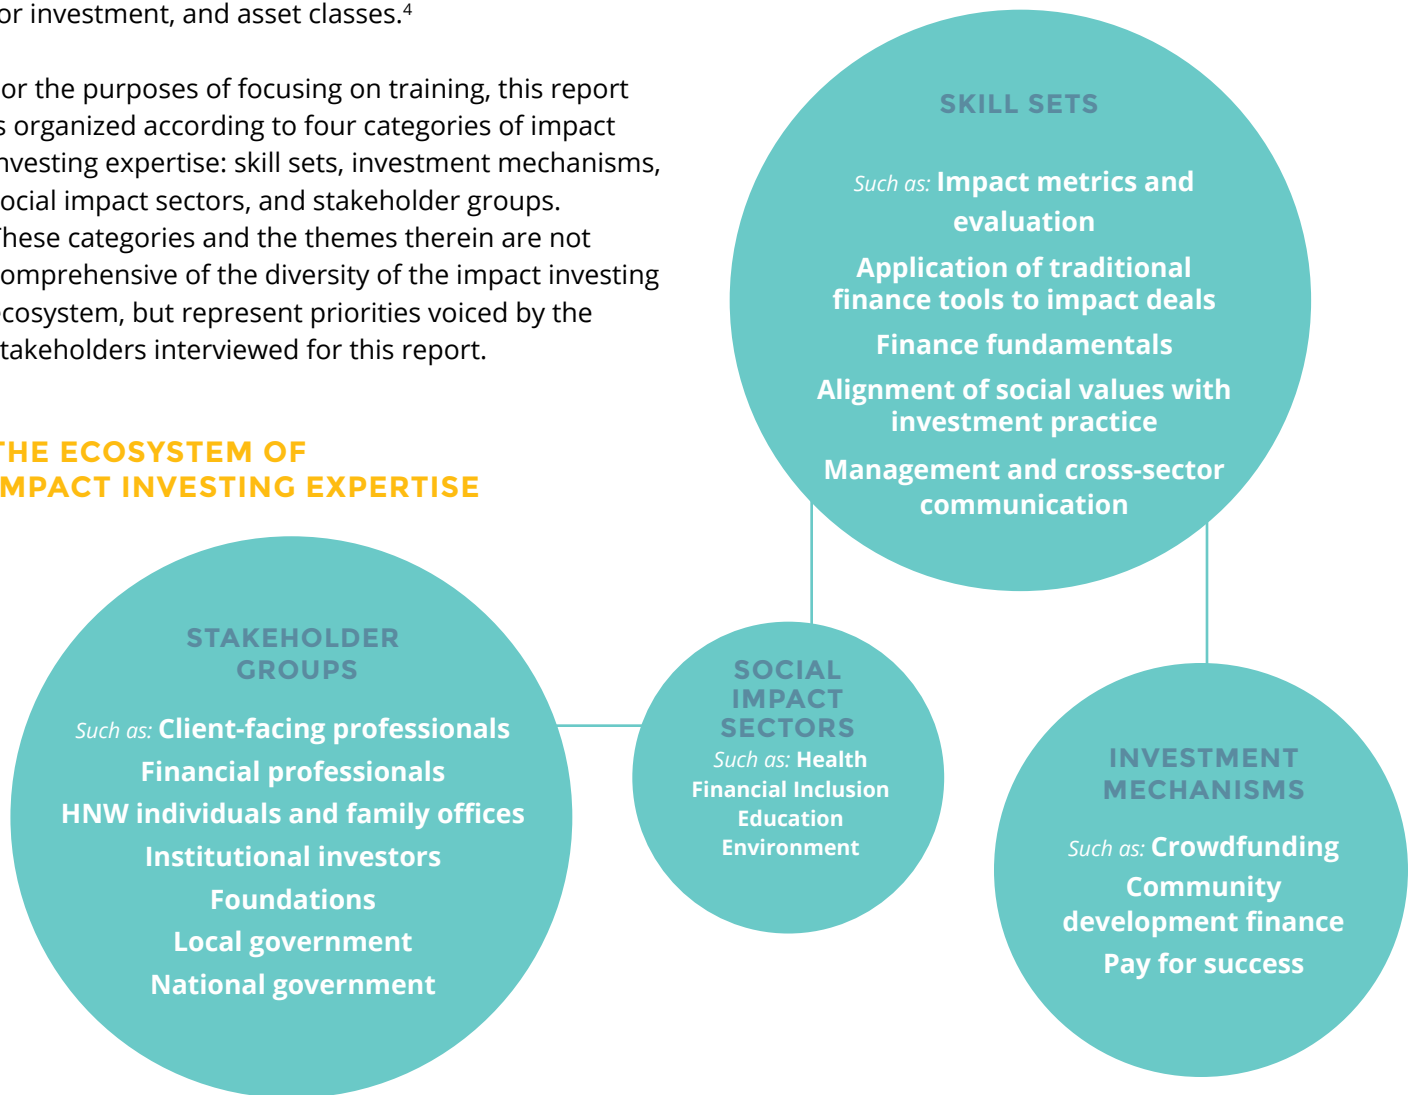 or investment, and asset classes.⁴
or the purposes of focusing on training, this report
s organized according to four categories of impact
nvesting expertise: skill sets, investment mechanisms,
ocial impact sectors, and stakeholder groups.
hese categories and the themes therein are not
omprehensive of the diversity of the impact investing
cosystem, but represent priorities voiced by the
takeholders interviewed for this report.
THE ECOSYSTEM OF
IMPACT INVESTING EXPERTISE
SKILL SETS
Such as: Impact metrics and
evaluation
Application of traditional
finance tools to impact deals
Finance fundamentals
Alignment of social values with
investment practice
Management and cross-sector
communication
STAKEHOLDER
GROUPS
Such as: Client-facing professionals
Financial professionals
HNW individuals and family offices
Institutional investors
Foundations
Local government
National government
SOCIAL
IMPACT
SECTORS
Such as: Health
Financial Inclusion
Education
Environment
INVESTMENT
MECHANISMS
Such as: Crowdfunding
Community
development finance
Pay for success